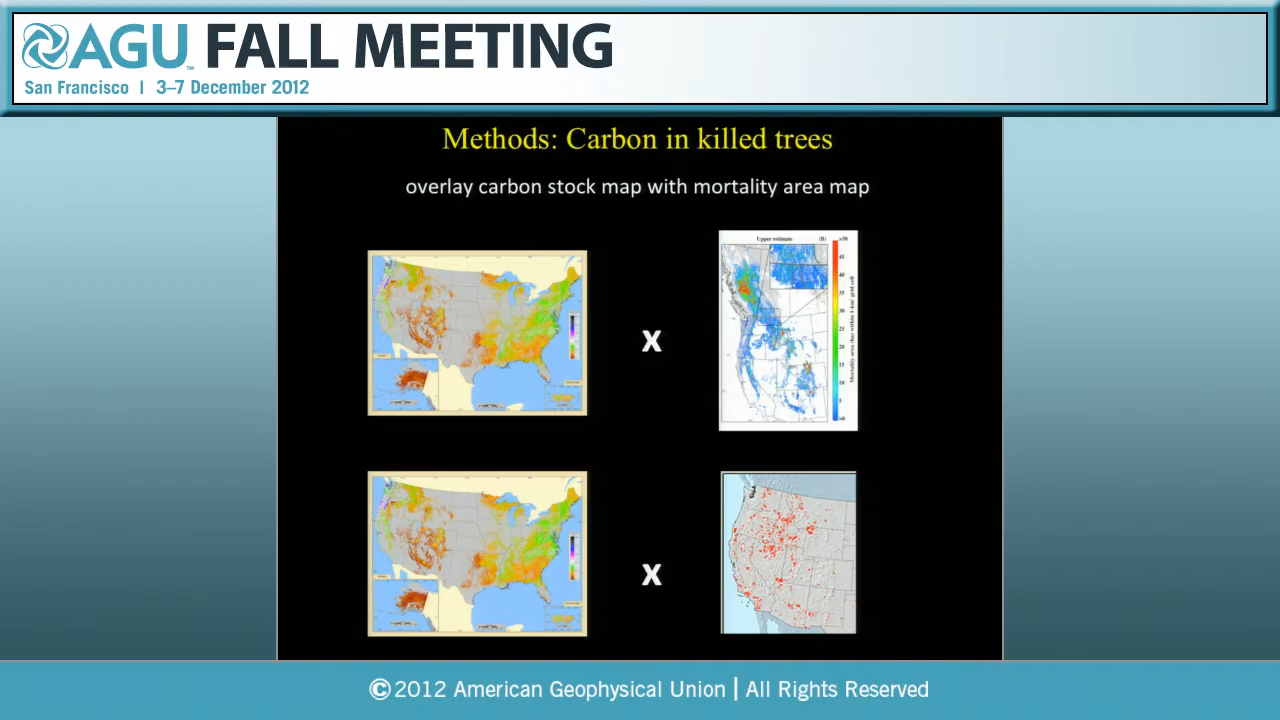 AGU FALL MEETING
San Francisco | 3–7 December 2012
Methods: Carbon in killed trees
overlay carbon stock map with mortality area map
Upper estimate (B)
x
x
©2012 American Geophysical Union | All Rights Reserved